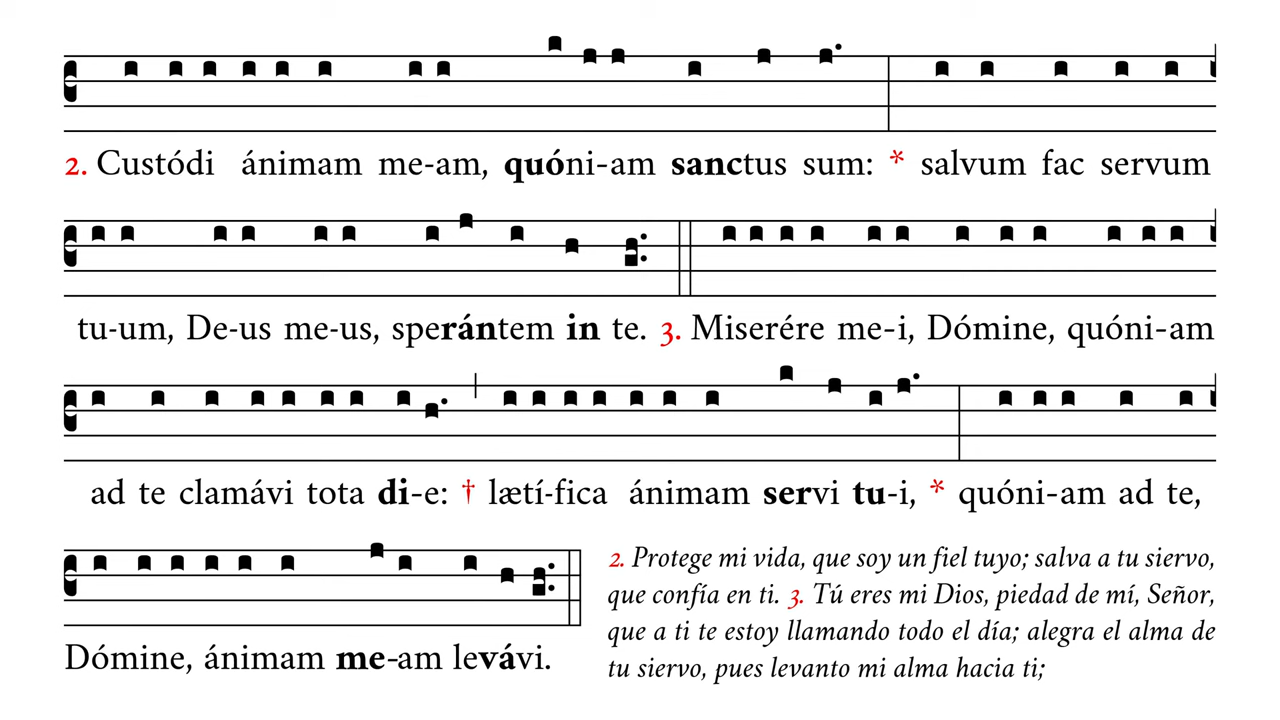 2. Custódi ánimam me-am, quóni-am sanctus sum: * salvum fac servum
tu-um, De-us me-us, sperántem in te. 3. Miserére me-i, Dómine, quóni-am
ad te clamávi tota di-e: † lætí-fica ánimam servi tu-i, * quóni-am ad te,
Dómine, ánimam me-am levávi.
2. Protege mi vida, que soy un fiel tuyo; salva a tu siervo,
que confía en ti. 3. Tú eres mi Dios, piedad de mí, Señor,
que a ti te estoy llamando todo el día; alegra el alma de
tu siervo, pues levanto mi alma hacia ti;